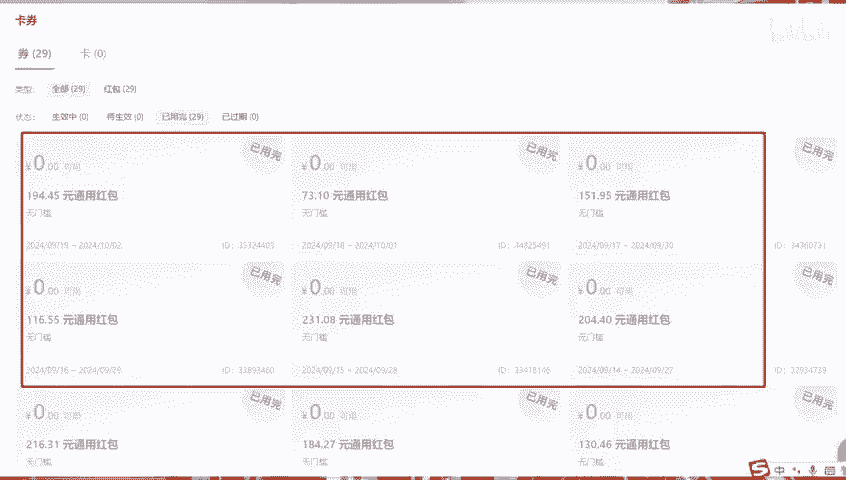 卡券
券 (29) 卡 (0)
类型: 全部 (29) 红包 (29)
状态: 生效中 (0) 待生效 (0) 已用完 (29) 已过期 (0)
¥0.00 可用 已用完 ¥0.00 可用 已用完 ¥0.00 可用 已用完
194.45 元通用红包 73.10 元通用红包 151.95 元通用红包
无门槛 无门槛 无门槛
2024/09/19 ~ 2024/10/02 ID: 35324405 2024/09/18 ~ 2024/10/01 ID: 34825491 2024/09/17 ~ 2024/09/30 ID: 34360731
¥0.00 可用 已用完 ¥0.00 可用 已用完 ¥0.00 可用 已用完
116.55 元通用红包 231.08 元通用红包 204.40 元通用红包
无门槛 无门槛 无门槛
2024/09/16 ~ 2024/09/29 ID: 33893460 2024/09/15 ~ 2024/09/28 ID: 33418146 2024/09/14 ~ 2024/09/27 ID: 32934739
¥0.00 可用 已用完 ¥0.00 可用 已用完 ¥0.00 可用 已用完
216.31 元通用红包 184.27 元通用红包 130.46 元通用红包
无门槛 无门槛 无门槛
中